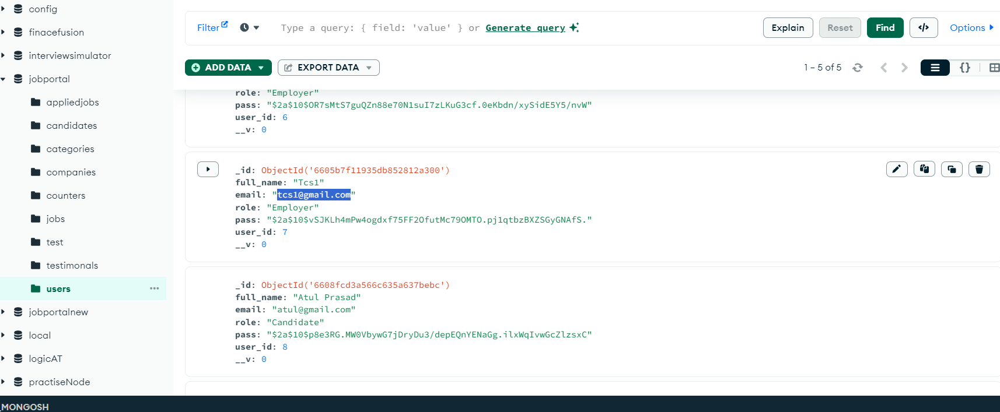 config
finacefusion
interviewsimulator
jobportal
appliedjobs
candidates
categories
companies
counters
jobs
test
testimonals
users
jobportalnew
local
logicAT
practiseNode
Filter
Type a query: { field: 'value' } or Generate query
Explain
Reset
Find
</>
Options
ADD DATA
EXPORT DATA
1 – 5 of 5
{}
role: "Employer"
pass: "$2a$10$OR7sMtS7guQZn88e70N1suI7zLKuG3cf.0eKbdn/xySidE5Y5/nvW"
user_id: 6
__v: 0
_id: ObjectId('6605b7f11935db852812a300')
full_name: "Tcs1"
email: "tcs1@gmail.com"
role: "Employer"
pass: "$2a$10$vSJKLh4mPw4ogdxf75FF2OfutMc79OMTO.pj1qtbzBXZSGyGNAfS."
user_id: 7
__v: 0
_id: ObjectId('6608fcd3a566c635a637bebc')
full_name: "Atul Prasad"
email: "atul@gmail.com"
role: "Candidate"
pass: "$2a$10$p8e3RG.MW0VbywG7jDryDu3/depEQnYENaGg.ilxWqIvwGcZlzsxC"
user_id: 8
__v: 0
_MONGOSH